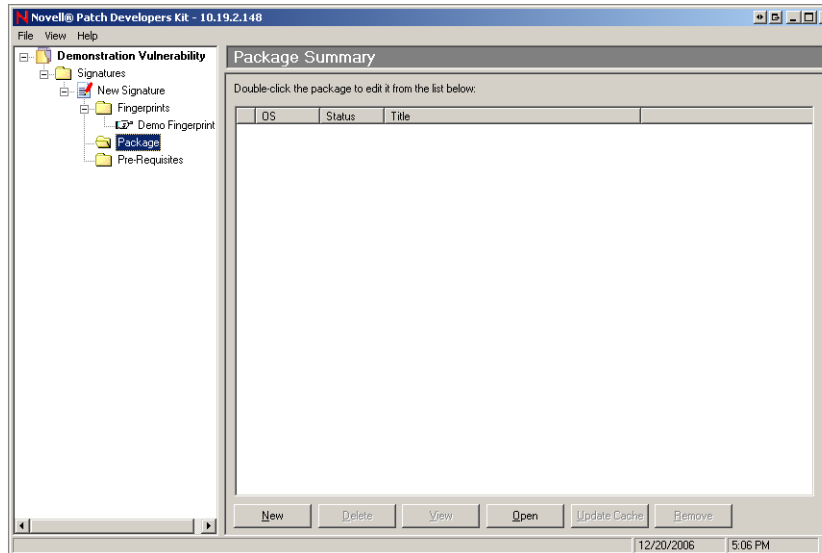 Novell® Patch Developers Kit - 10.19.2.148
File View Help
Demonstration Vulnerability
Signatures
New Signature
Fingerprints
Demo Fingerprint
Package
Pre-Requisites
Package Summary
Double-click the package to edit it from the list below:
OS Status Title
New Delete View Open Update Cache Remove
12/20/2006 5:06 PM